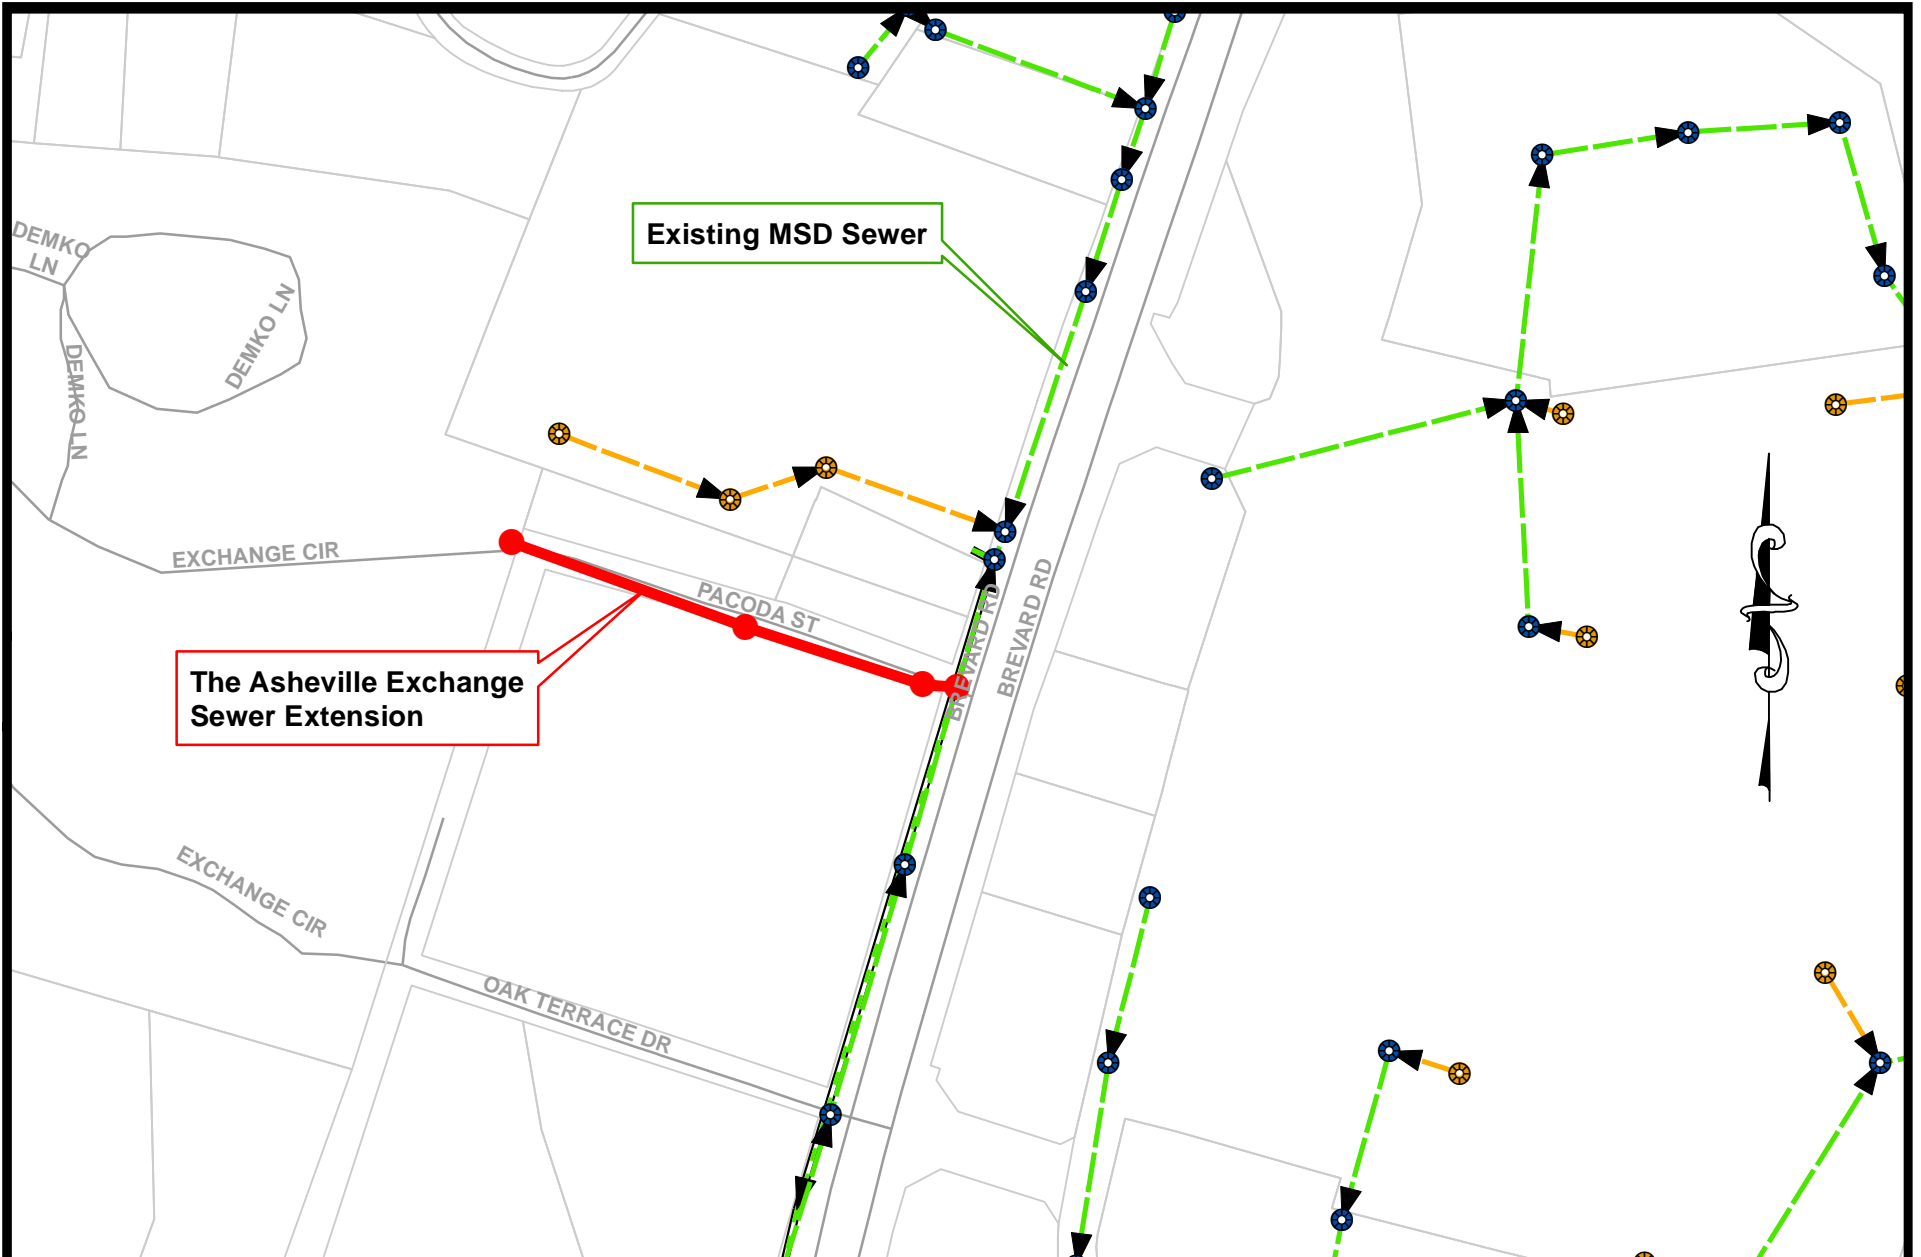 DEMKO
LN
DEMKO LN
DEMKO LN
Existing MSD Sewer
EXCHANGE CIR
PACODA ST
BREVARD RD
BREVARD RD
The Asheville Exchange
Sewer Extension
EXCHANGE CIR
OAK TERRACE DR